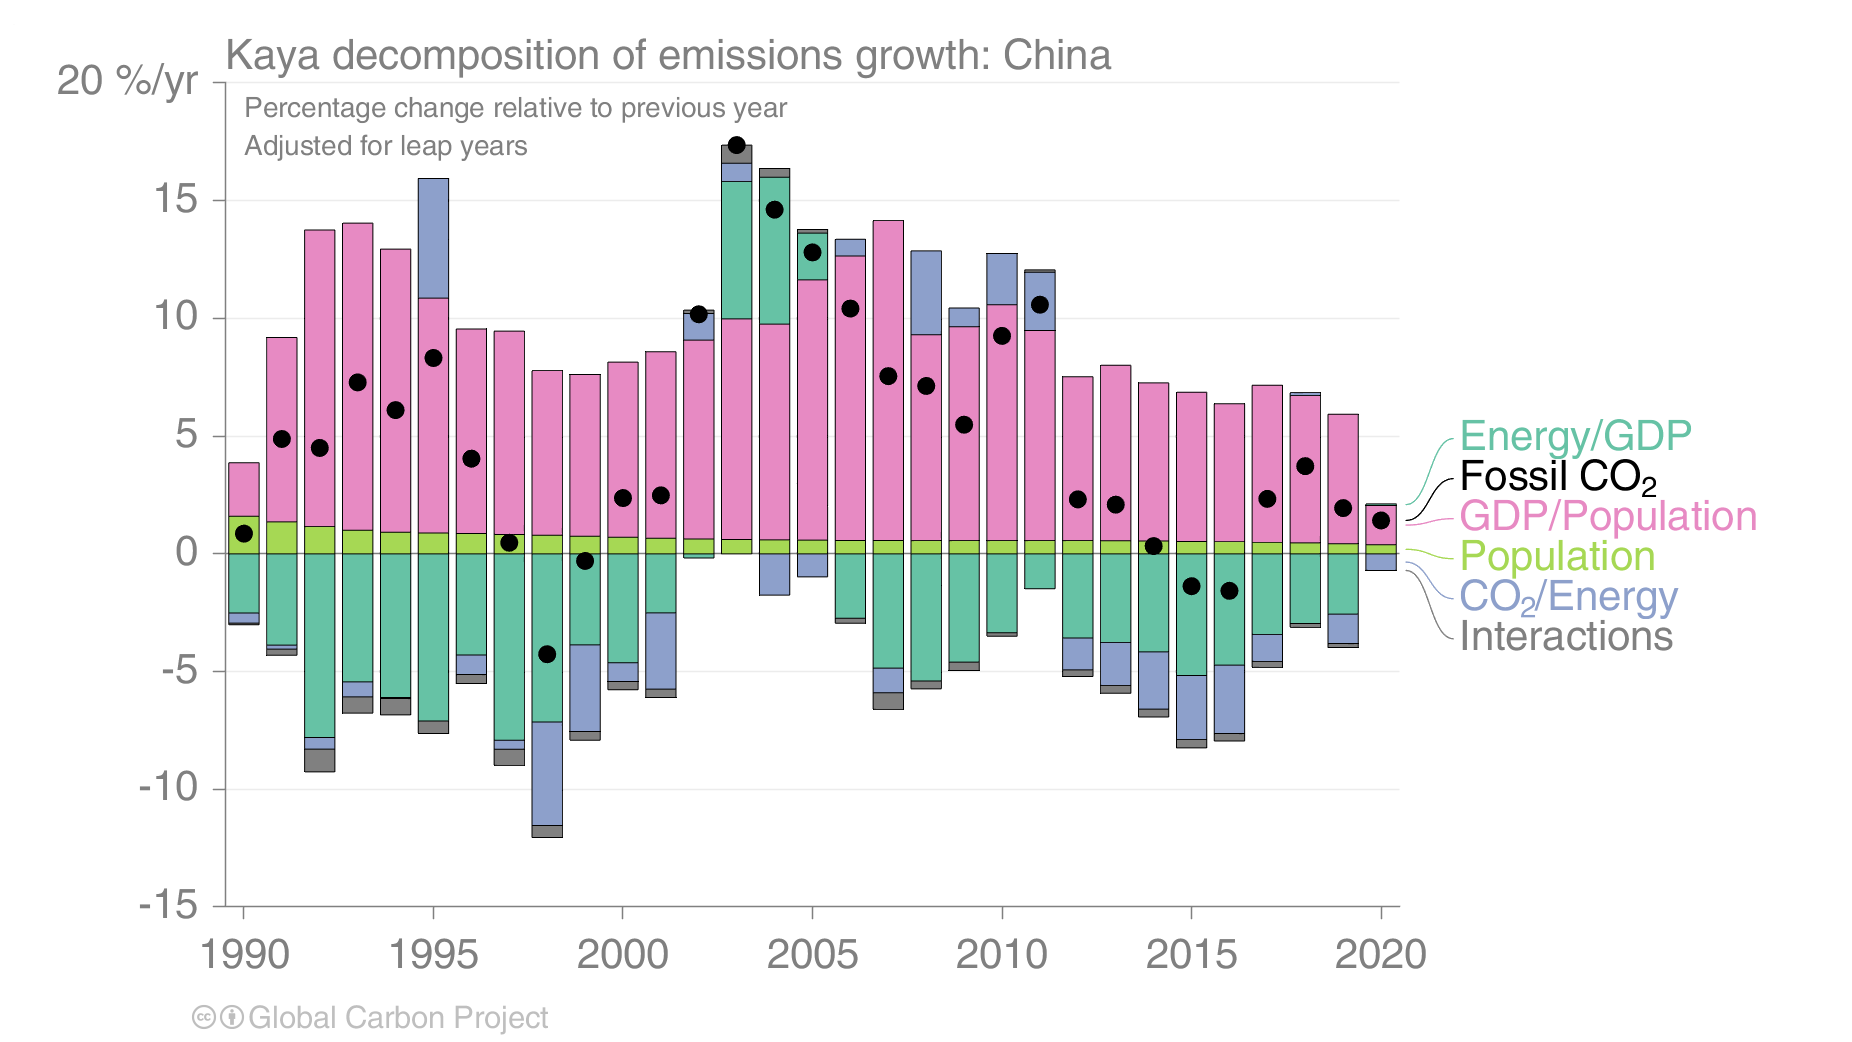 Kaya decomposition of emissions growth: China
20 %/yr
Percentage change relative to previous year
Adjusted for leap years
15
10
5
0
-5
-10
-15
1990
1995
2000
2005
2010
2015
2020
Energy/GDP
Fossil CO₂
GDP/Population
Population
CO₂/Energy
Interactions
cc Global Carbon Project